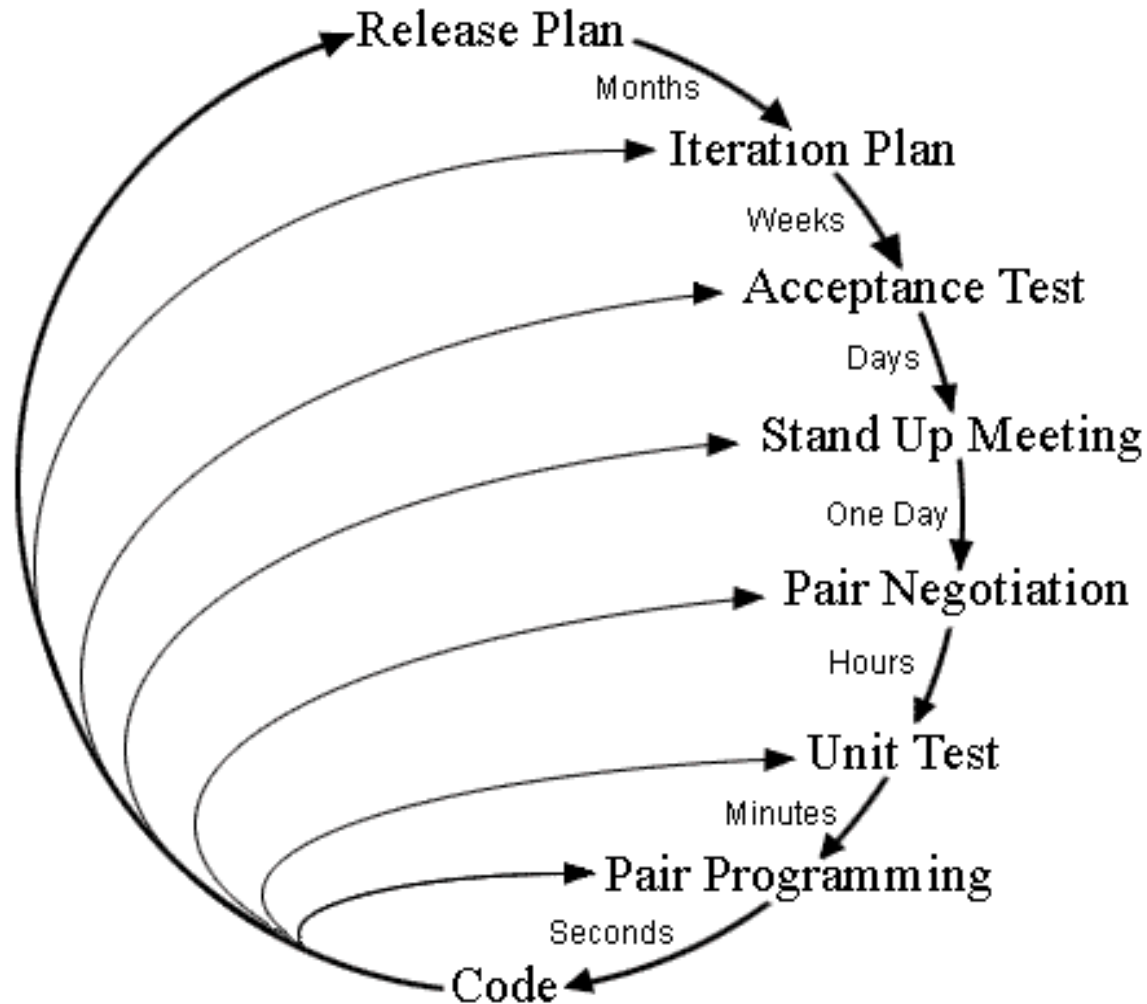 Release Plan
Months
Iteration Plan
Weeks
Acceptance Test
Days
Stand Up Meeting
One Day
Pair Negotiation
Hours
Unit Test
Minutes
Pair Programming
Seconds
Code